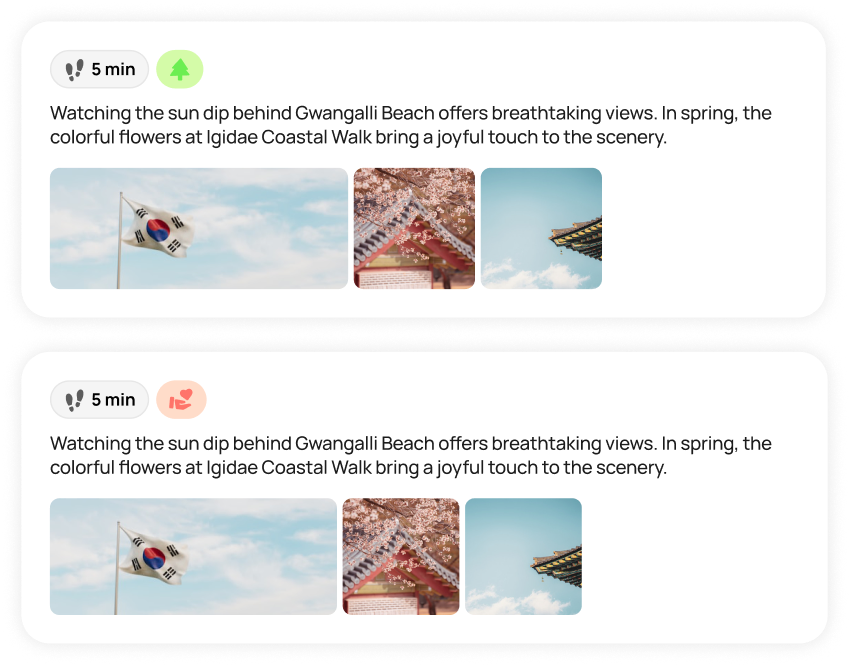 5 min
Watching the sun dip behind Gwangalli Beach offers breathtaking views. In spring, the
colorful flowers at Igidae Coastal Walk bring a joyful touch to the scenery.
5 min
Watching the sun dip behind Gwangalli Beach offers breathtaking views. In spring, the
colorful flowers at Igidae Coastal Walk bring a joyful touch to the scenery.